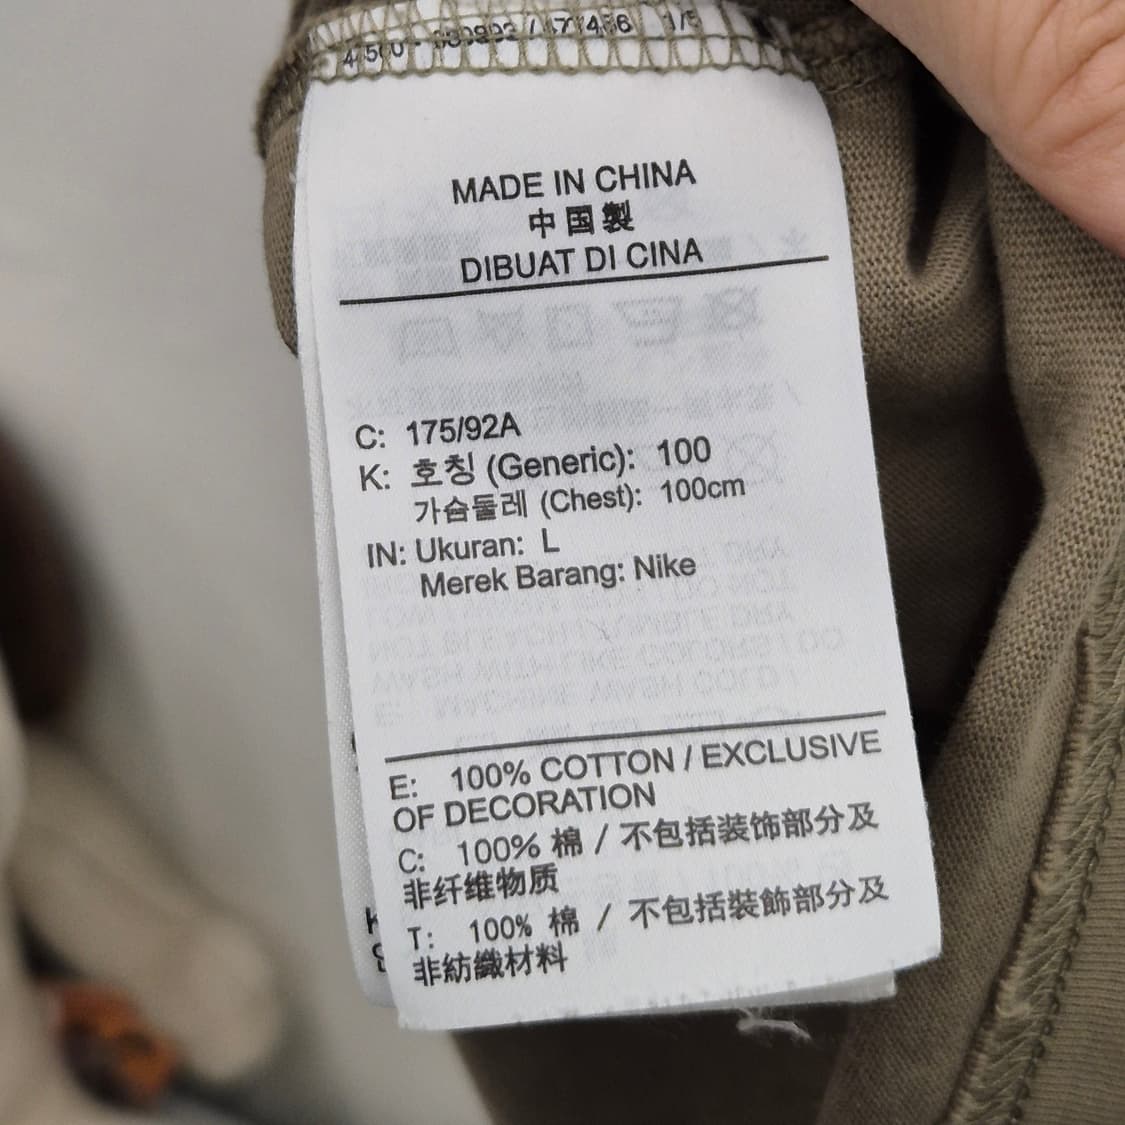 MADE IN CHINA
中国製
DIBUAT DI CINA
C: 175/92A
K: 호칭 (Generic): 100
가슴둘레 (Chest): 100cm
IN: Ukuran: L
Merek Barang: Nike
E: 100% COTTON / EXCLUSIVE
OF DECORATION
C: 100% 棉 / 不包括装饰部分及
非纤维物质
T: 100% 棉 / 不包括裝飾部分及
非紡織材料